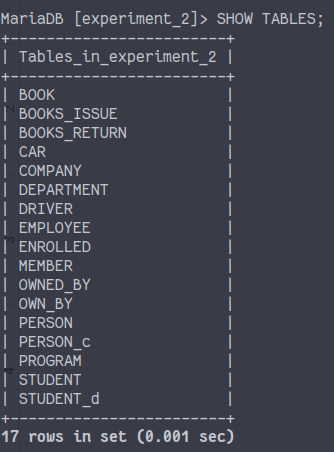 MariaDB [experiment_2]> SHOW TABLES;
+------------------------+
| Tables_in_experiment_2 |
+------------------------+
| BOOK                   |
| BOOKS_ISSUE            |
| BOOKS_RETURN           |
| CAR                    |
| COMPANY                |
| DEPARTMENT             |
| DRIVER                 |
| EMPLOYEE               |
| ENROLLED               |
| MEMBER                 |
| OWNED_BY               |
| OWN_BY                 |
| PERSON                 |
| PERSON_c               |
| PROGRAM                |
| STUDENT                |
| STUDENT_d              |
+------------------------+
17 rows in set (0.001 sec)